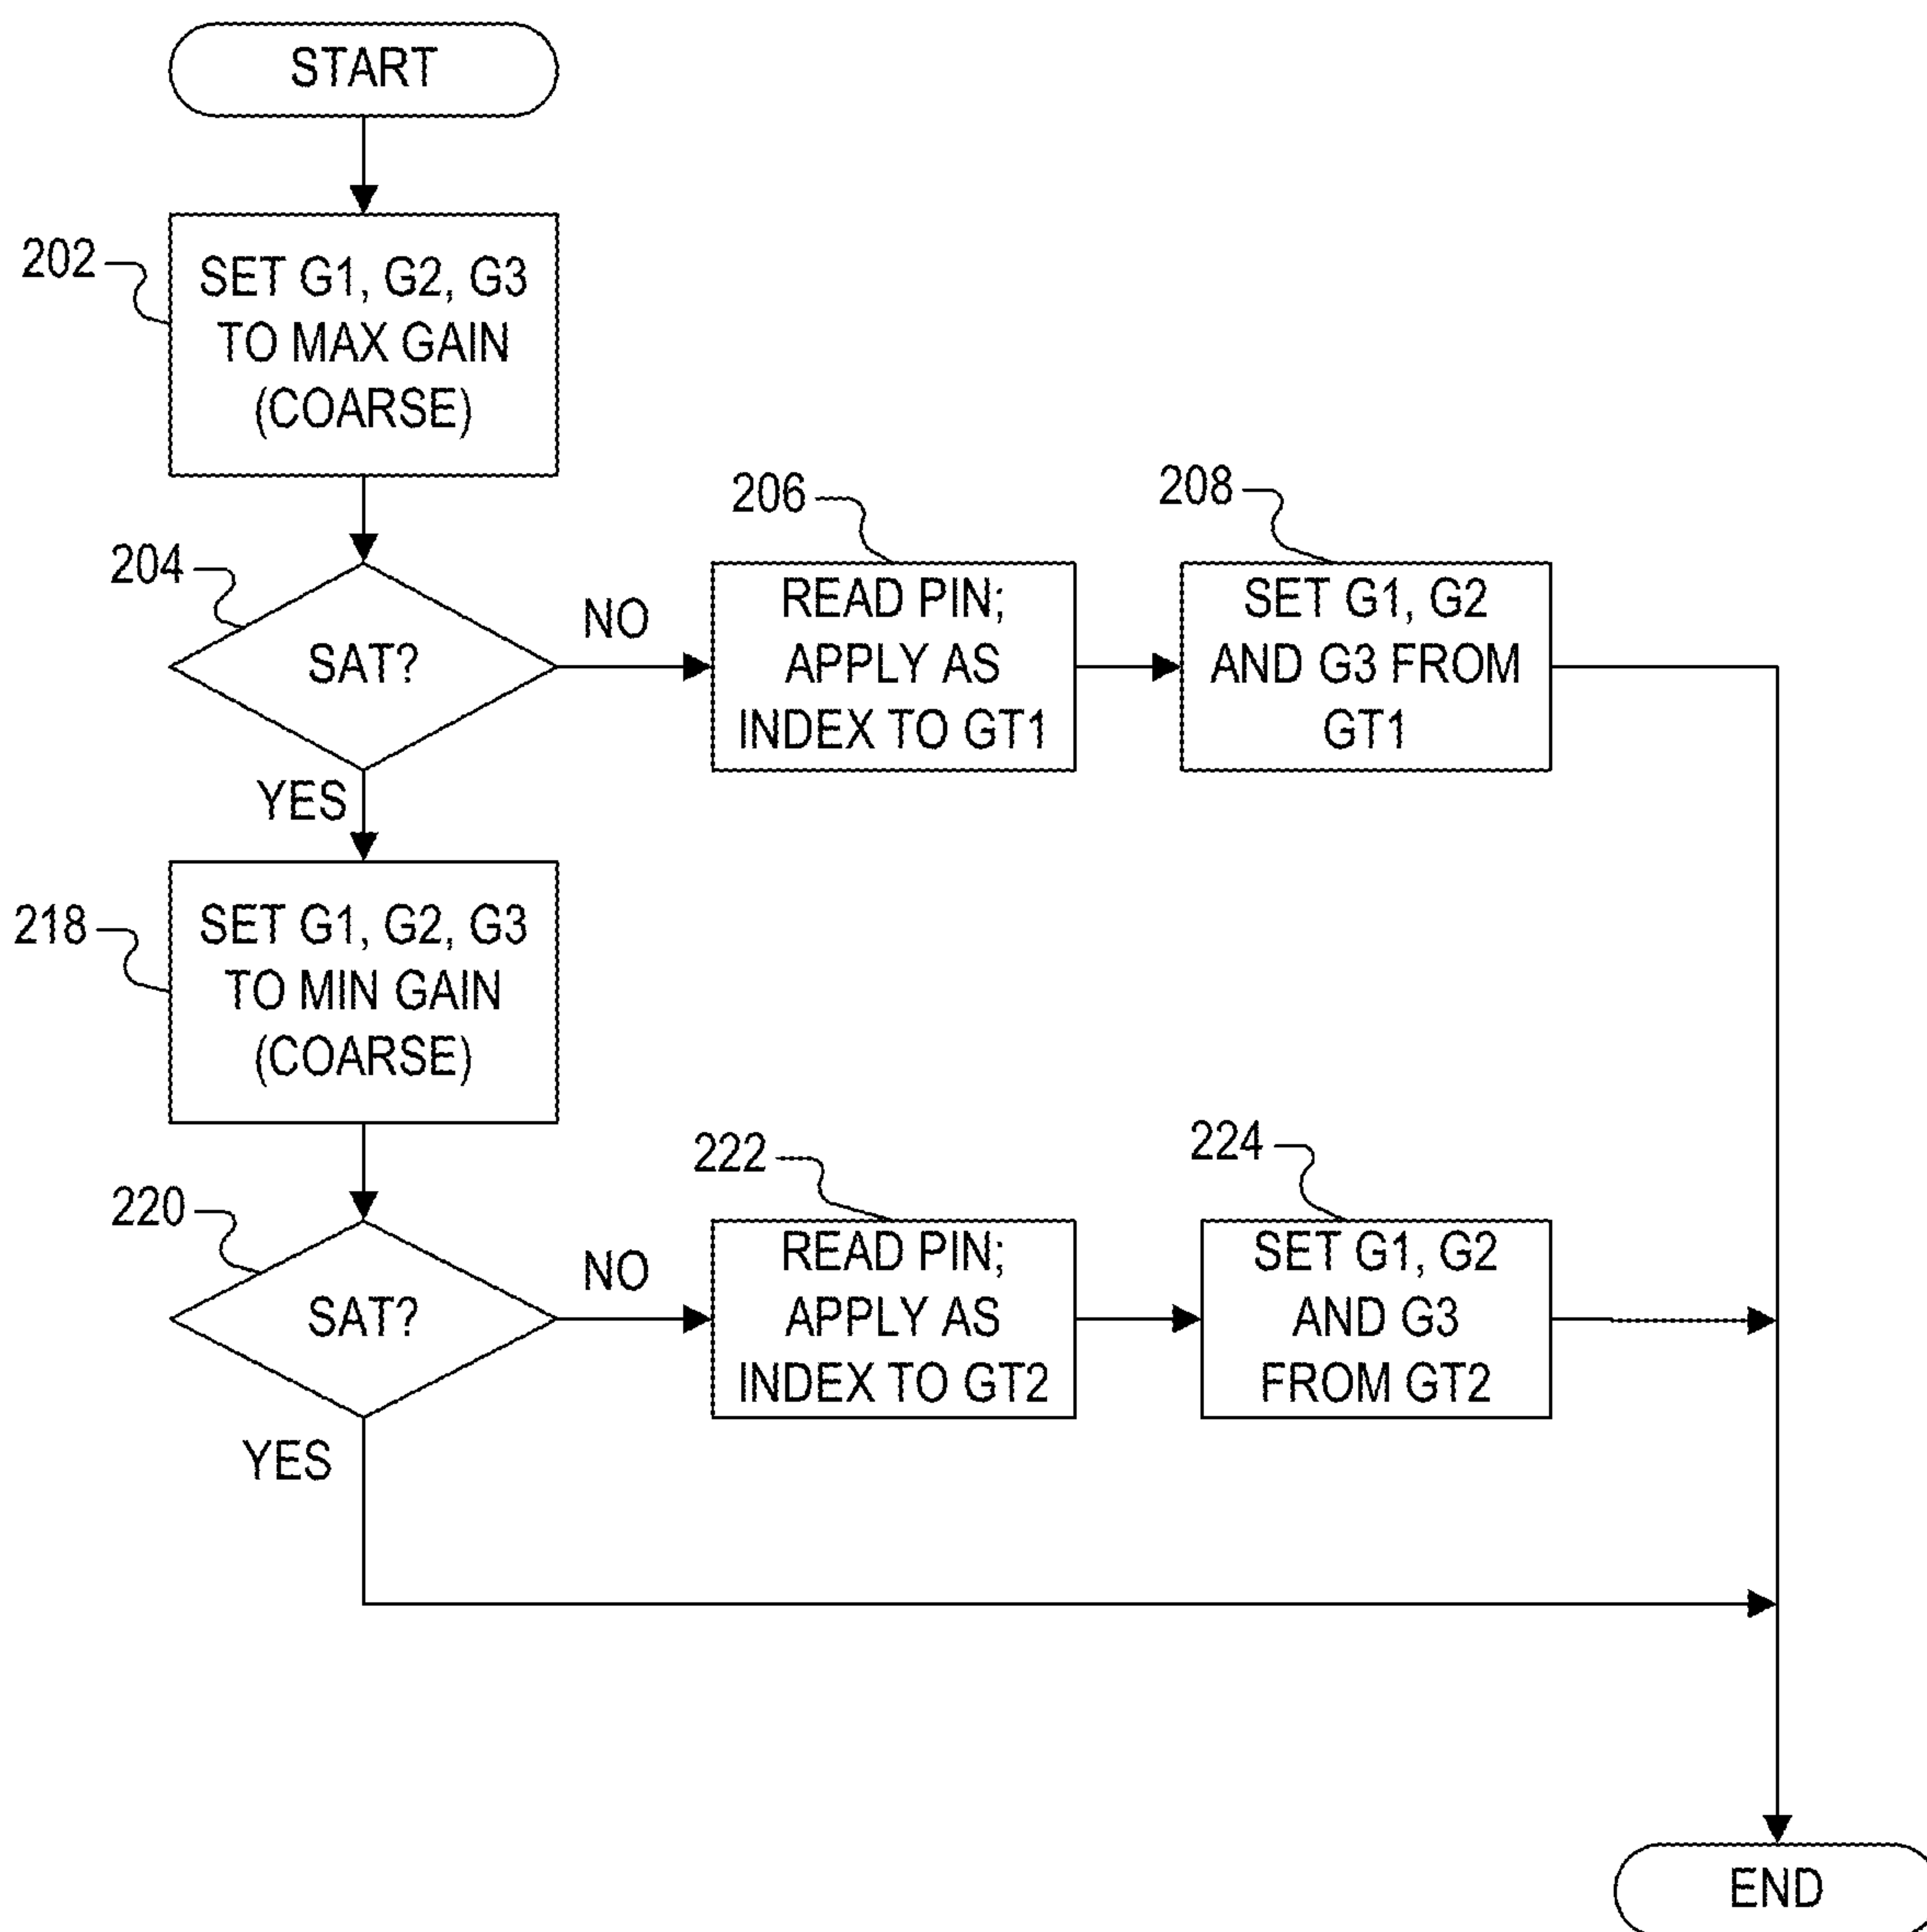 START
202
SET G1, G2, G3
TO MAX GAIN
(COARSE)
204
SAT?
NO
YES
206
READ PIN;
APPLY AS
INDEX TO GT1
208
SET G1, G2
AND G3 FROM
GT1
218
SET G1, G2, G3
TO MIN GAIN
(COARSE)
220
SAT?
NO
YES
222
READ PIN;
APPLY AS
INDEX TO GT2
224
SET G1, G2
AND G3
FROM GT2
END